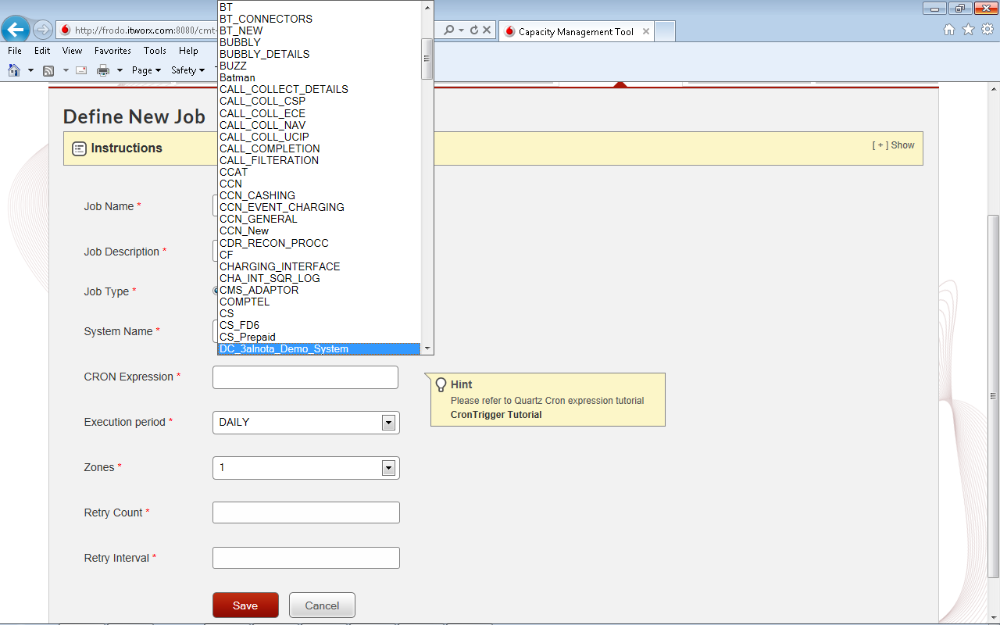 http://frodo.itworx.com:8080/cmt-
Capacity Management Tool
File Edit View Favorites Tools Help
Page Safety
BT
BT_CONNECTORS
BT_NEW
BUBBLY
BUBBLY_DETAILS
BUZZ
Batman
CALL_COLLECT_DETAILS
CALL_COLL_CSP
CALL_COLL_ECE
CALL_COLL_NAV
CALL_COLL_UCIP
CALL_COMPLETION
CALL_FILTERATION
CCAT
CCN
CCN_CASHING
CCN_EVENT_CHARGING
CCN_GENERAL
CCN_New
CDR_RECON_PROCC
CF
CHARGING_INTERFACE
CHA_INT_SQR_LOG
CMS_ADAPTOR
COMPTEL
CS
CS_FD6
CS_Prepaid
DC_3alnota_Demo_System
Define New Job
Instructions
[ + ] Show
Job Name *
Job Description *
Job Type *
System Name *
CRON Expression *
Hint
Please refer to Quartz Cron expression tutorial
CronTrigger Tutorial
Execution period * DAILY
Zones * 1
Retry Count *
Retry Interval *
Save Cancel